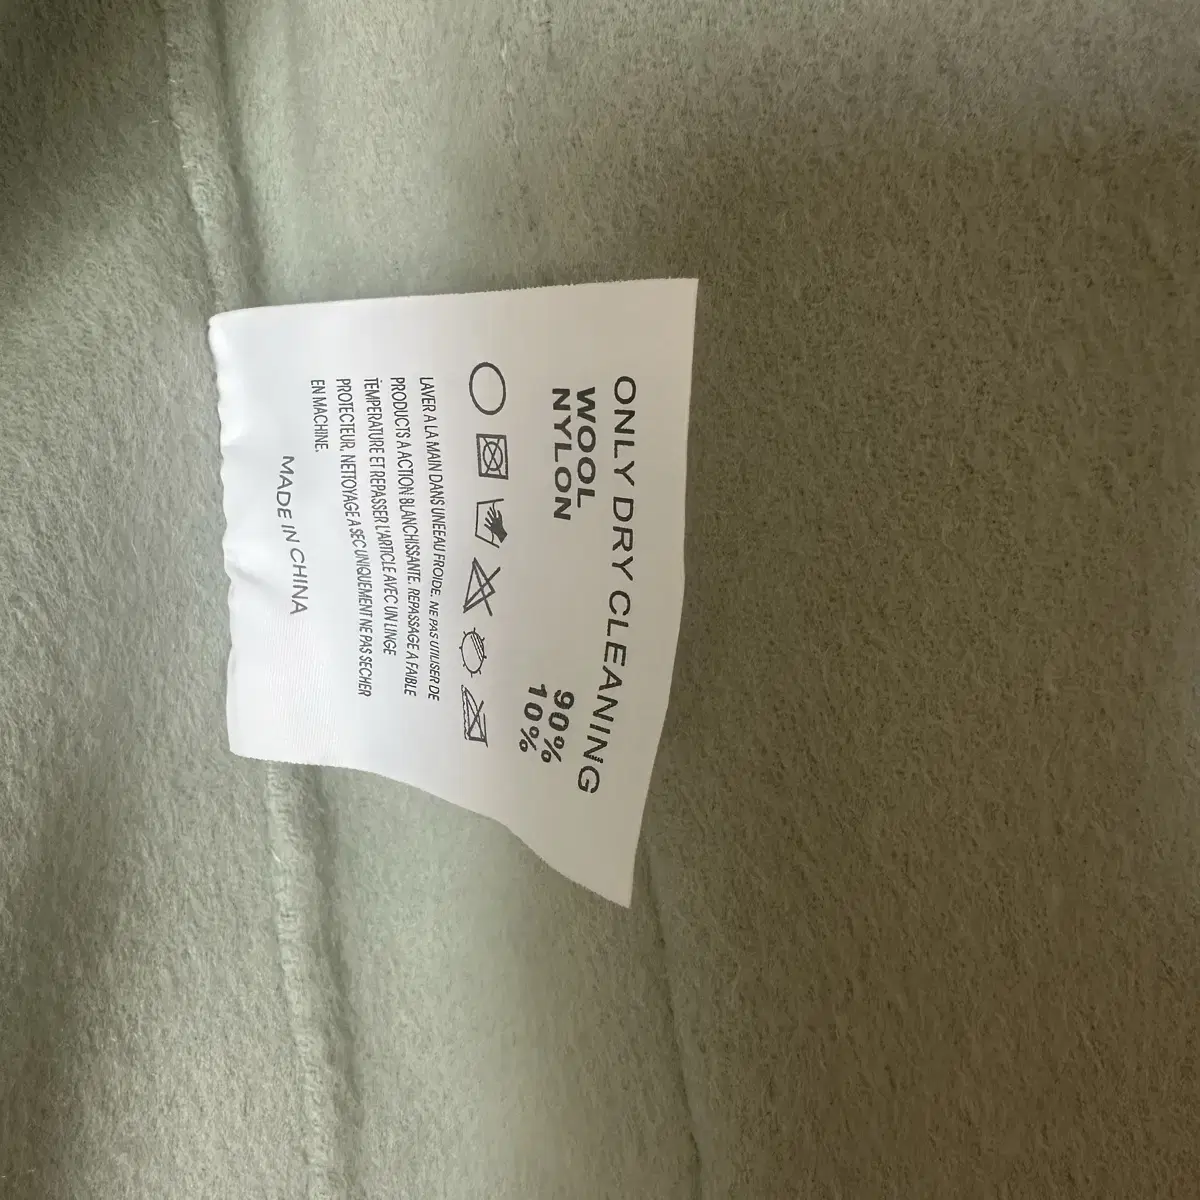 ONLY DRY CLEANING
WOOL 90%
NYLON 10%
LAVER A LA MAIN DANS UNEEAU FROIDE. NE PAS UTILISER DE
PRODUCTS A ACTION BLANCHISSANTE. REPASSAGE A FAIBLE
TEMPERATURE ET REPASSER L'ARTICLE AVEC UN LINGE
PROTECTEUR. NETTOYAGE A SEC UNIQUEMENT NE PAS SECHER
EN MACHINE.
MADE IN CHINA